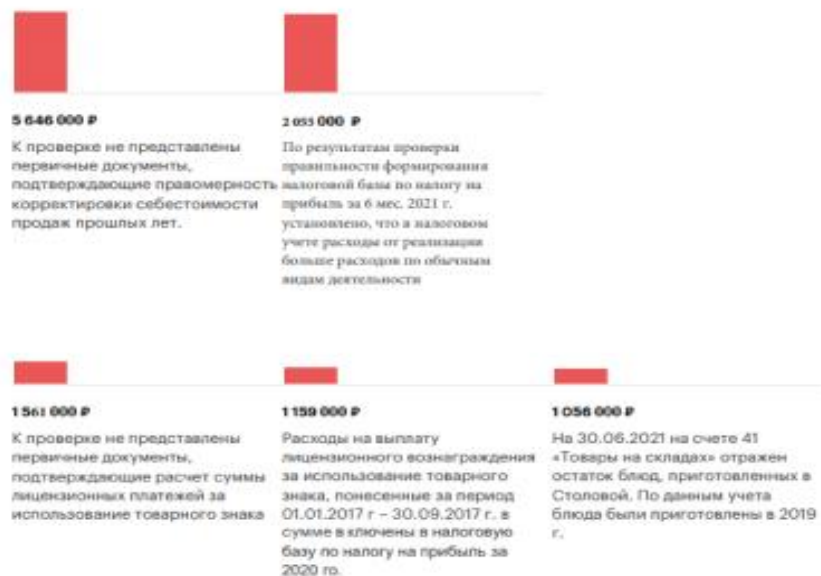 5 646 000 ₽
К проверке не представлены
первичные документы,
подтверждающие правомерность
корректировки себестоимости
продаж прошлых лет.
2 055 000 ₽
По результатам проверки
правильности формирования
налоговой базы по налогу на
прибыль за 6 мес. 2021 г.
установлено, что в налоговом
учете расходы от реализации
больше расходов по обычным
видам деятельности
1 561 000 ₽
К проверке не представлены
первичные документы,
подтверждающие расчет суммы
лицензионных платежей за
использование товарного знака
1 159 000 ₽
Расходы на выплату
лицензионного вознаграждения
за использование товарного
знака, понесенные за период
01.01.2017 г – 30.09.2017 г. в
сумме в ключены в налоговую
базу по налогу на прибыль за
2020 го.
1 056 000 ₽
На 30.06.2021 на счете 41
«Товары на складах» отражен
остаток блюд, приготовленных в
Столовой. По данным учета
блюда были приготовлены в 2019
г.